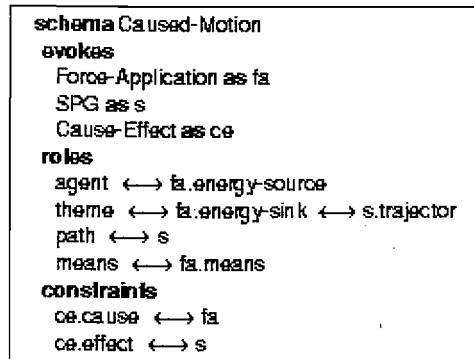 schema Caused-Motion
evokes
Force-Application as fa
SPG as s
Cause-Effect as ce
roles
agent ⟷ fa.energy-source
theme ⟷ fa.energy-sink ⟷ s.trajector
path ⟷ s
means ⟷ fa.means
constraints
ce.cause ⟷ fa
ce.effect ⟷ s